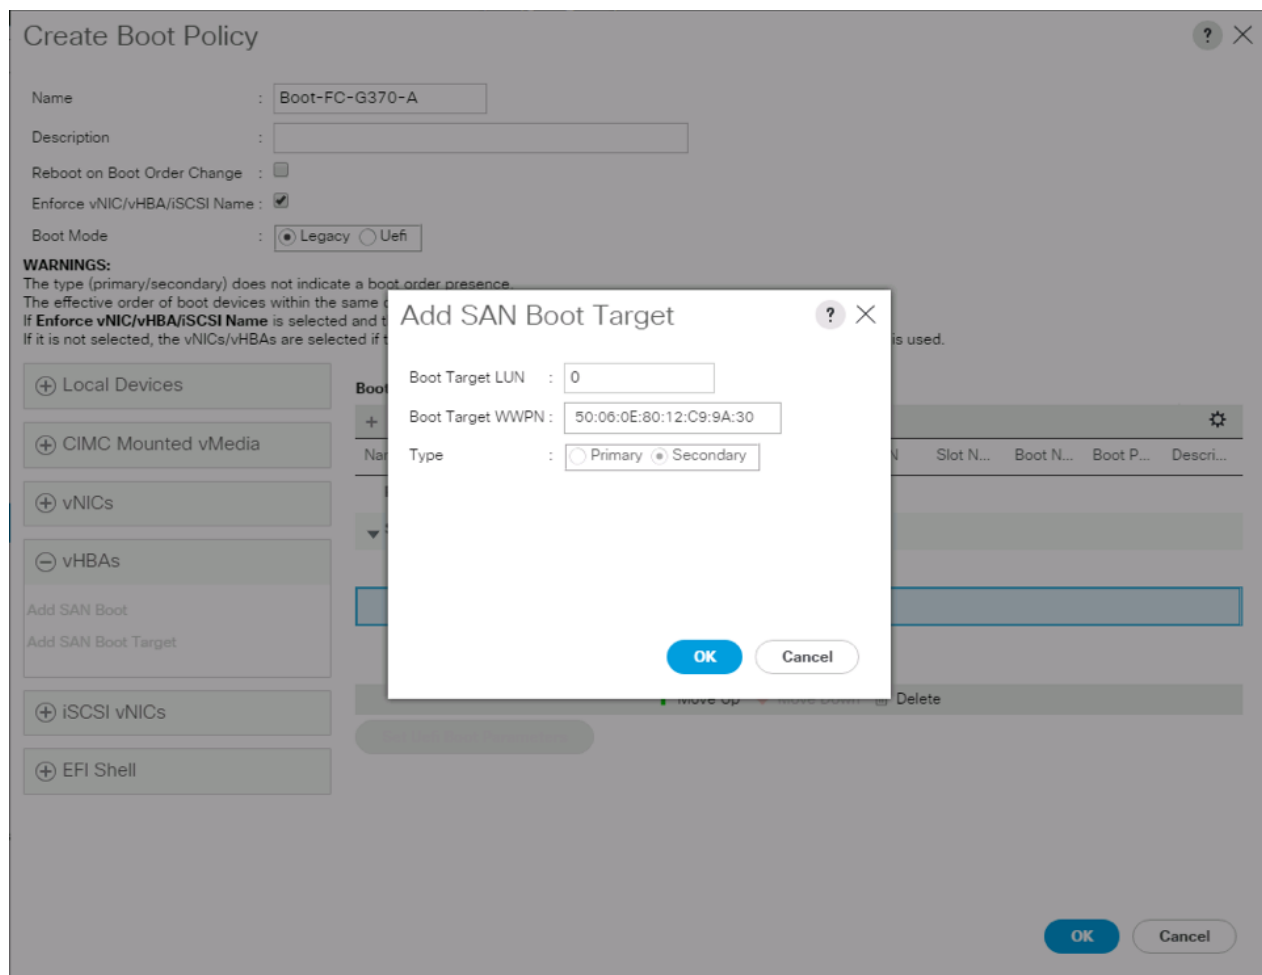 Create Boot Policy
?
Name : Boot-FC-G370-A
Description :
Reboot on Boot Order Change :
Enforce vNIC/vHBA/iSCSI Name :
Boot Mode : Legacy Uefi
WARNINGS:
The type (primary/secondary) does not indicate a boot order presence.
The effective order of boot devices within the same
If Enforce vNIC/vHBA/iSCSI Name is selected and
If it is not selected, the vNICs/vHBAs are selected if is used.
Add SAN Boot Target
?
Boot Target LUN : 0
Boot Target WWPN : 50:06:0E:80:12:C9:9A:30
Type : Primary Secondary
OK Cancel
Local Devices
CIMC Mounted vMedia
vNICs
vHBAs
Add SAN Boot
Add SAN Boot Target
iSCSI vNICs
EFI Shell
Boot
+
Slot N... Boot N... Boot P... Descri...
Move Up Move Down Delete
OK Cancel